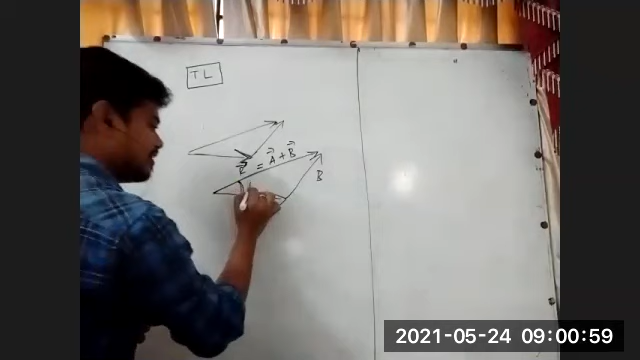 TL
R⃗ = A⃗ + B⃗
B
2021-05-24 09:00:59